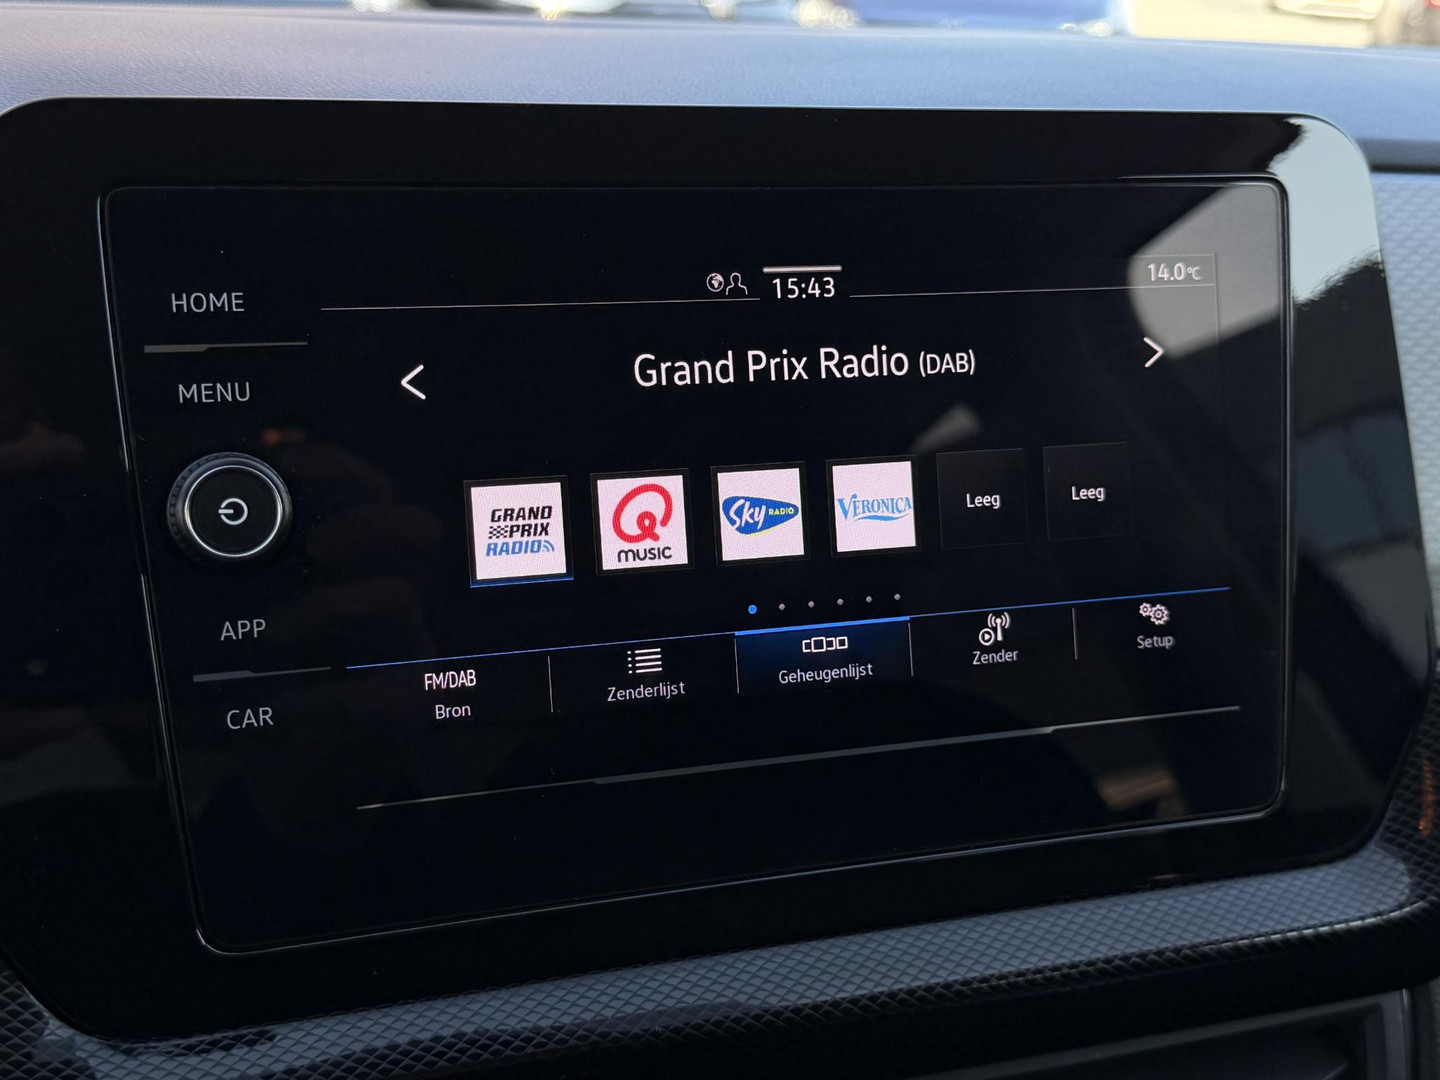 15:43
14.0°C
HOME
MENU
APP
CAR
Grand Prix Radio (DAB)
GRAND
PRIX
RADIO
Q
MUSIC
Sky RADIO
VERONICA
Leeg
Leeg
FM/DAB
Bron
Zenderlijst
Geheugenlijst
Zender
Setup